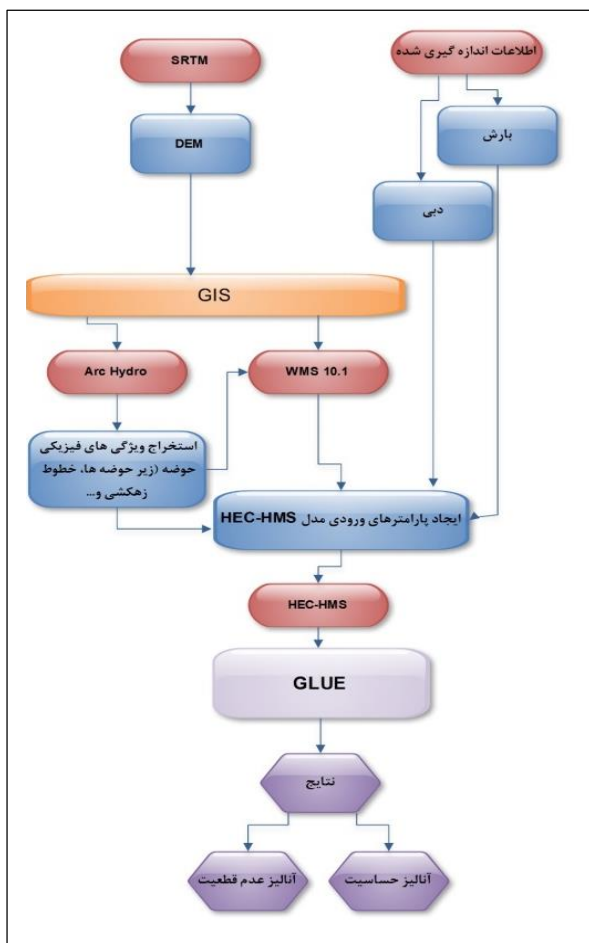 SRTM
اطلاعات اندازه گیری شده
DEM
بارش
دبی
GIS
Arc Hydro
WMS 10.1
استخراج ویژگی های فیزیکی
حوضه (زیر حوضه ها، خطوط
زهکشی و...
ایجاد پارامترهای ورودی مدل HEC-HMS
HEC-HMS
GLUE
نتایج
آنالیز عدم قطعیت
آنالیز حساسیت